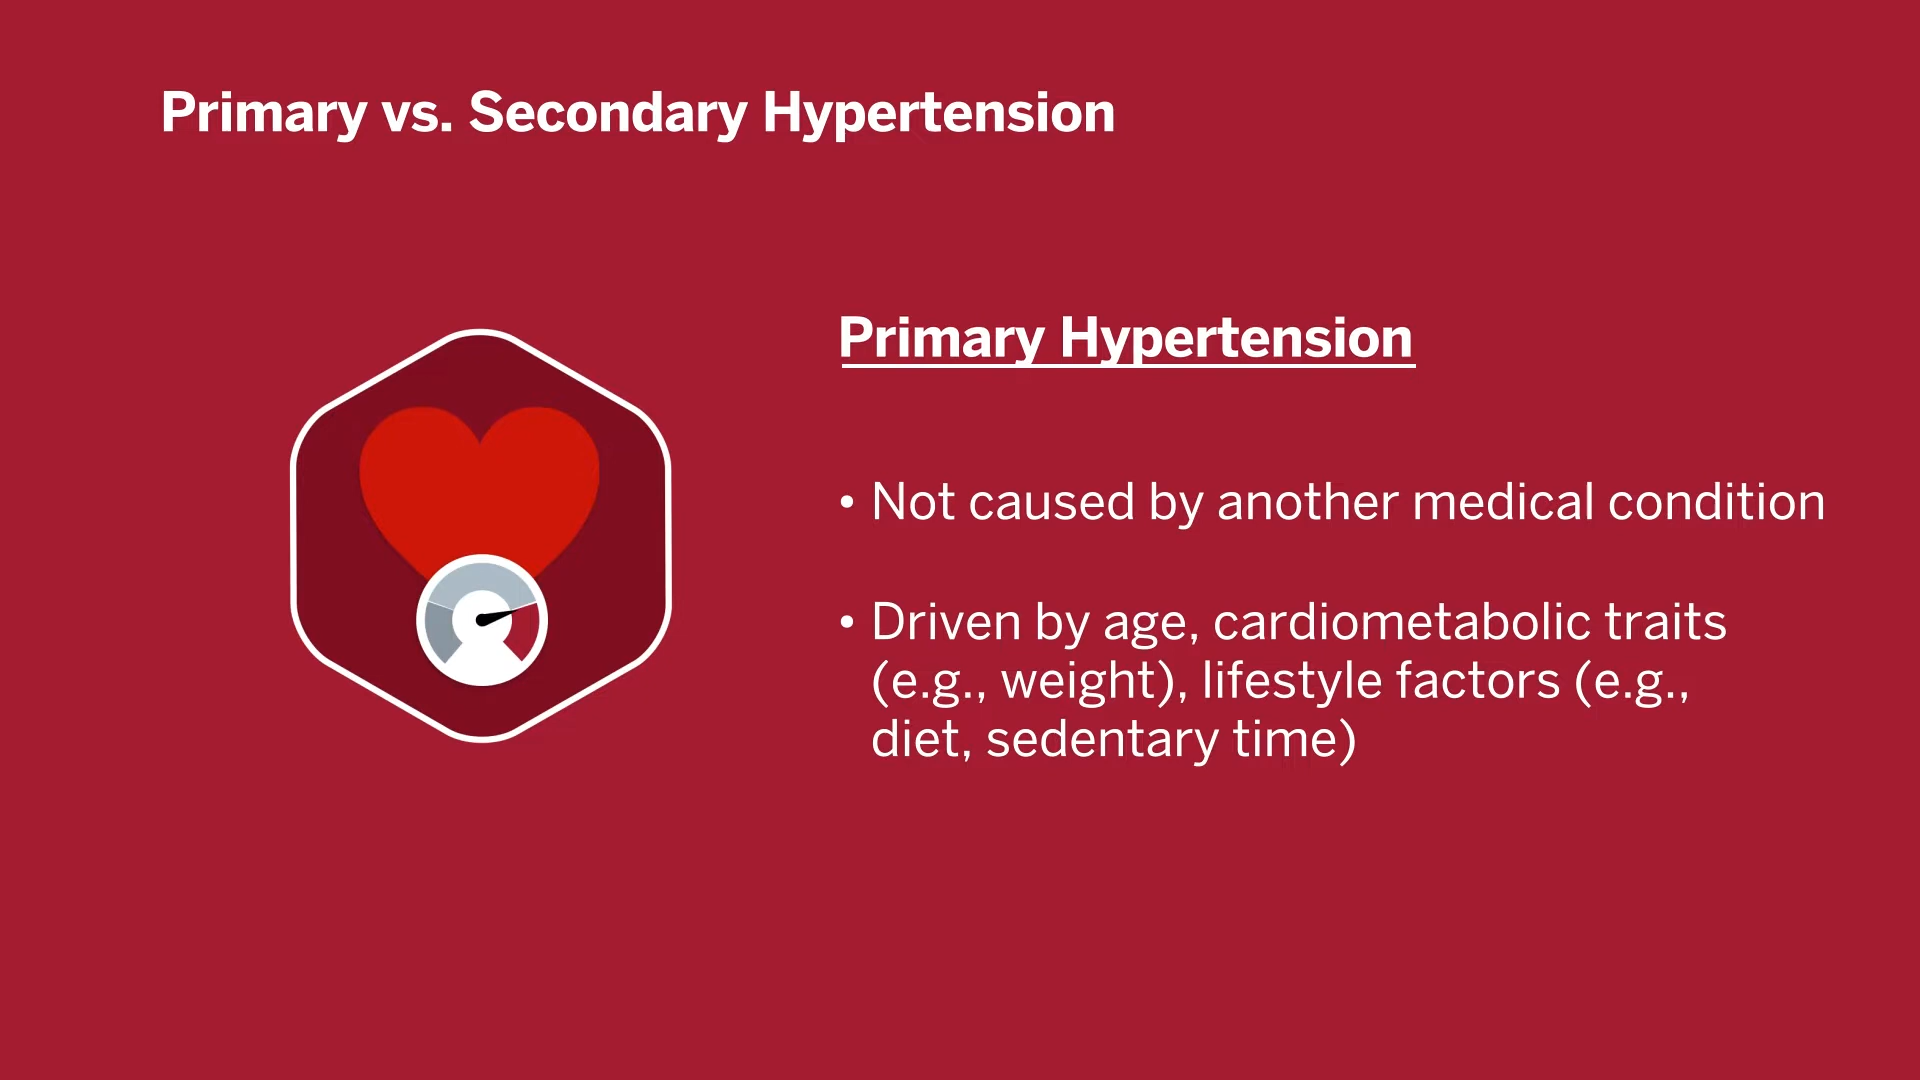 Primary vs. Secondary Hypertension
Primary Hypertension
• Not caused by another medical condition
• Driven by age, cardiometabolic traits
(e.g., weight), lifestyle factors (e.g.,
diet, sedentary time)